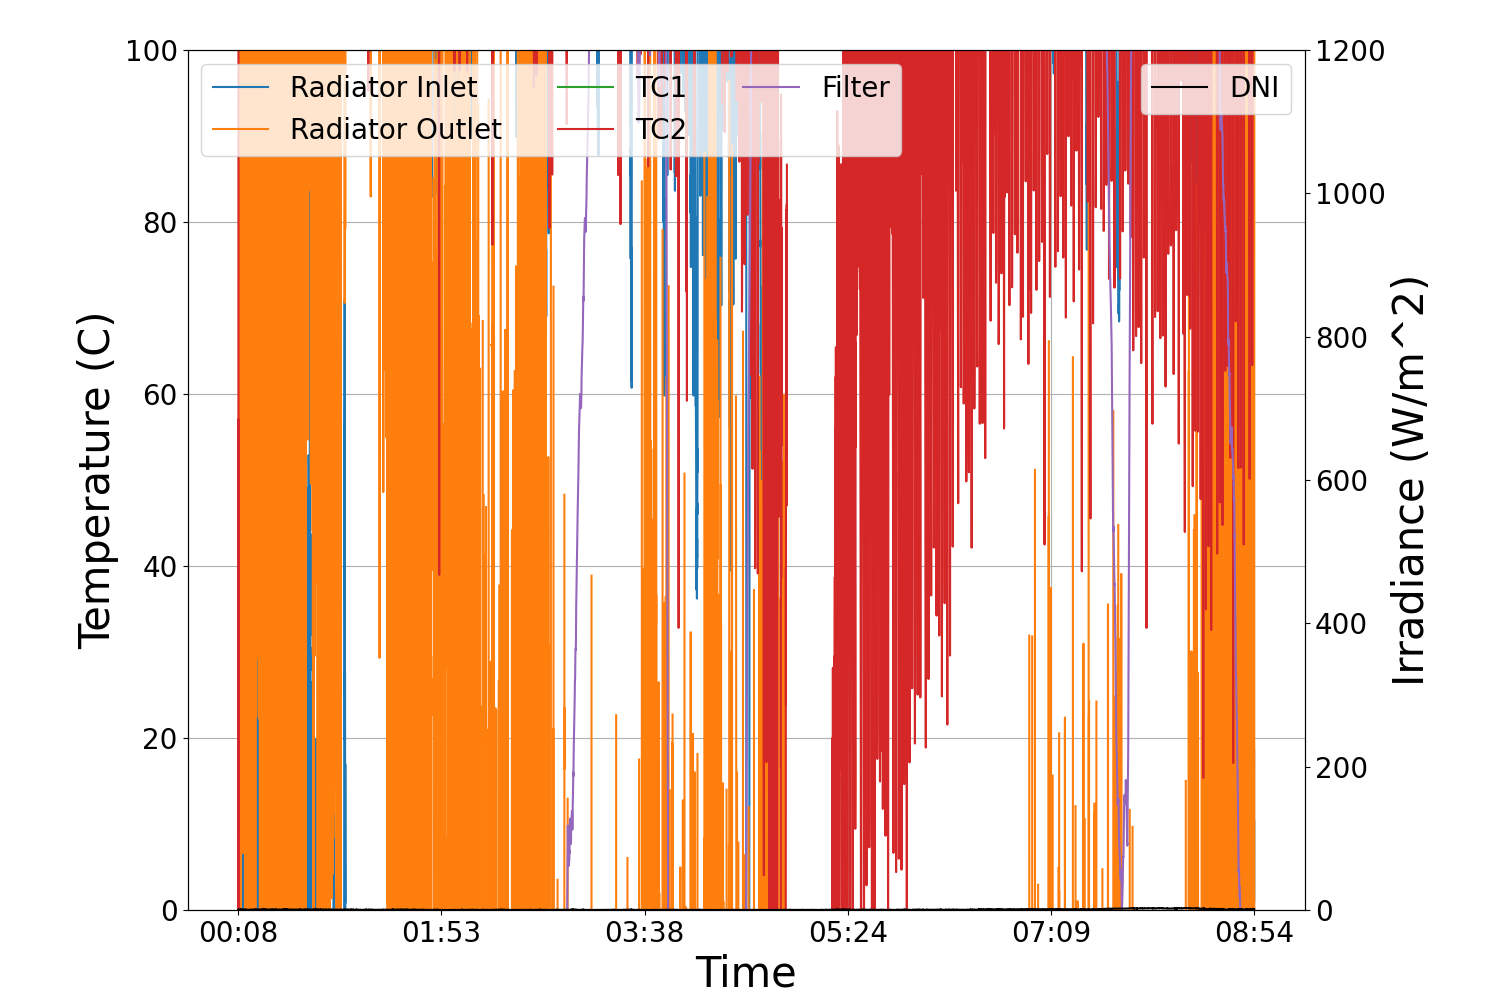 100
80
60
40
20
0
Temperature (C)
Radiator Inlet
Radiator Outlet
TC1
TC2
Filter
DNI
1200
1000
800
600
400
200
0
Irradiance (W/m^2)
00:08
01:53
03:38
05:24
07:09
08:54
Time